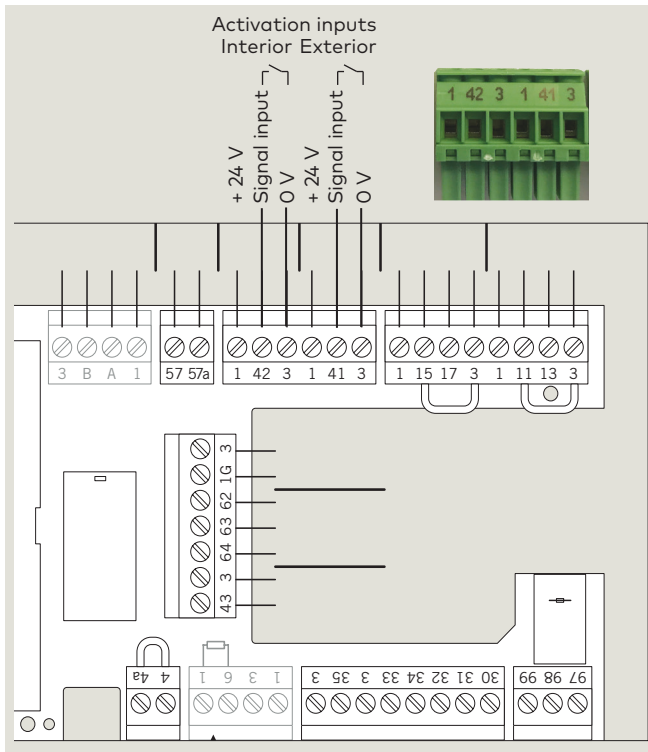 Activation inputs
Interior Exterior
1 42 3 1 41 3
+ 24 V
Signal input
0 V
+ 24 V
Signal input
0 V
3 B A 1
57 57a
1 42 3 1 41 3
1 15 17 3 1 11 13 3
3
1G
62
63
64
3
43
4a 4
1 6 3 1
3 35 3 33 34 32 31 30
99 98 97